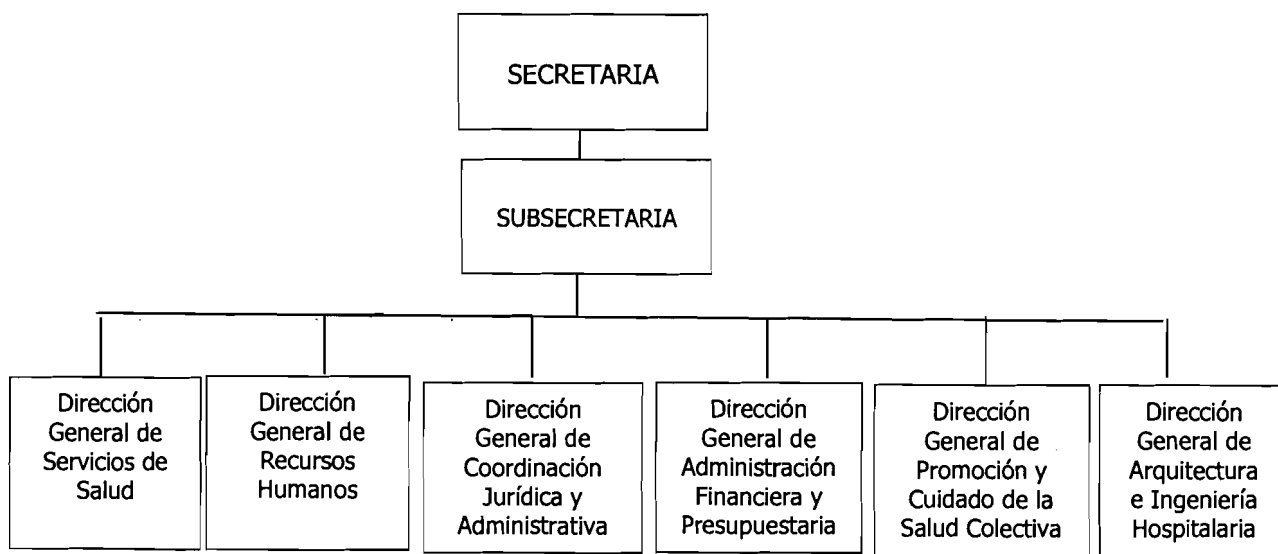 SECRETARIA
SUBSECRETARIA
Dirección
General de
Servicios de
Salud
Dirección
General de
Recursos
Humanos
Dirección
General de
Coordinación
Jurídica y
Administrativa
Dirección
General de
Administración
Financiera y
Presupuestaria
Dirección
General de
Promoción y
Cuidado de la
Salud Colectiva
Dirección
General de
Arquitectura
e Ingeniería
Hospitalaria